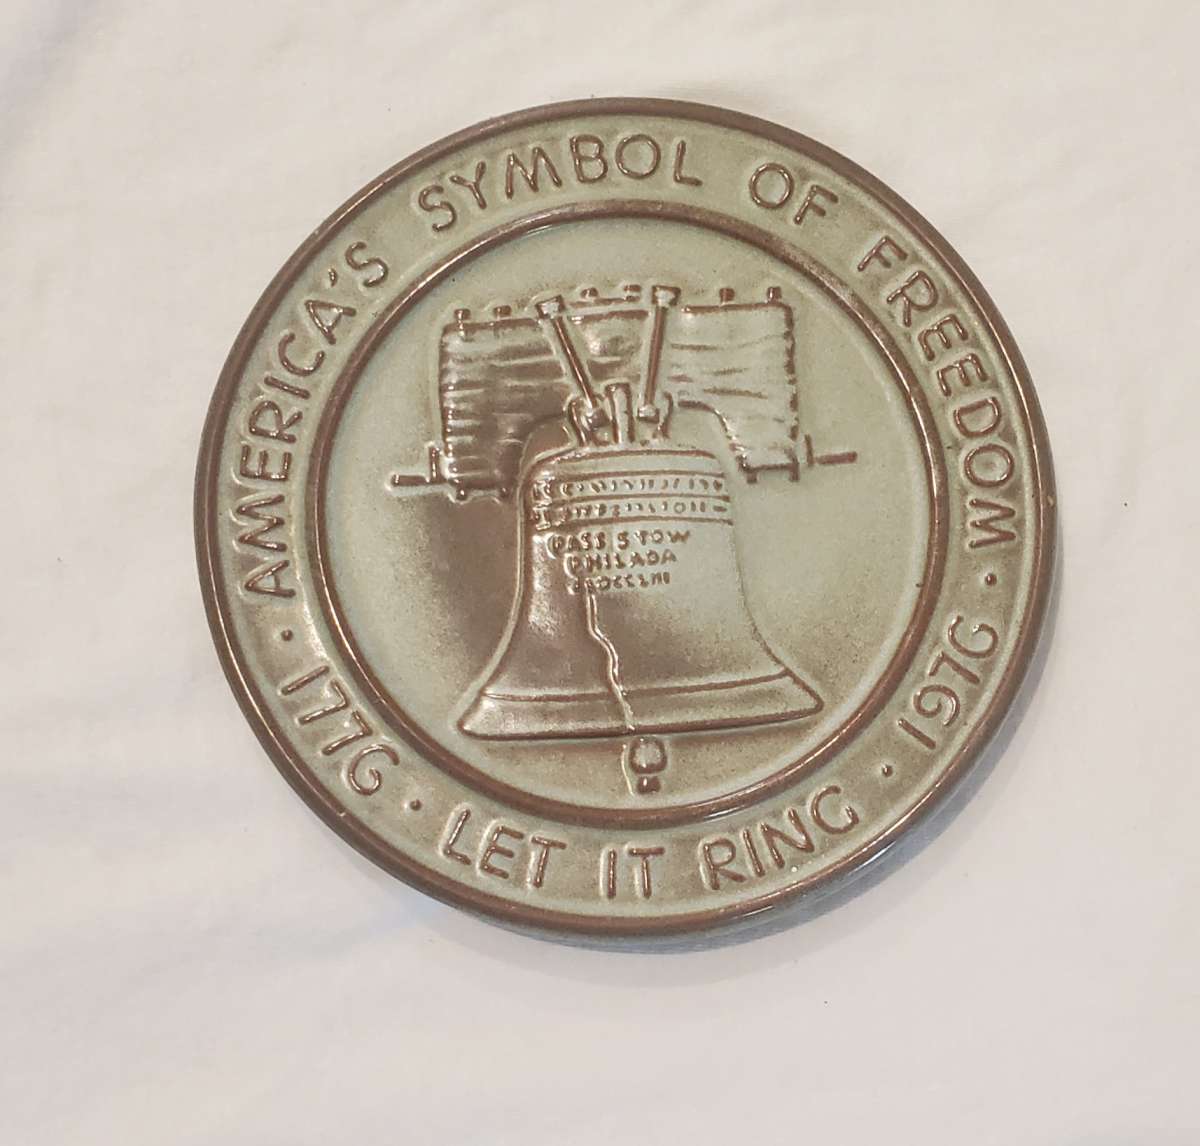 AMERICA'S SYMBOL OF FREEDOM
· 1776 · LET IT RING · 1976 ·
PASS STOW
PHILADA